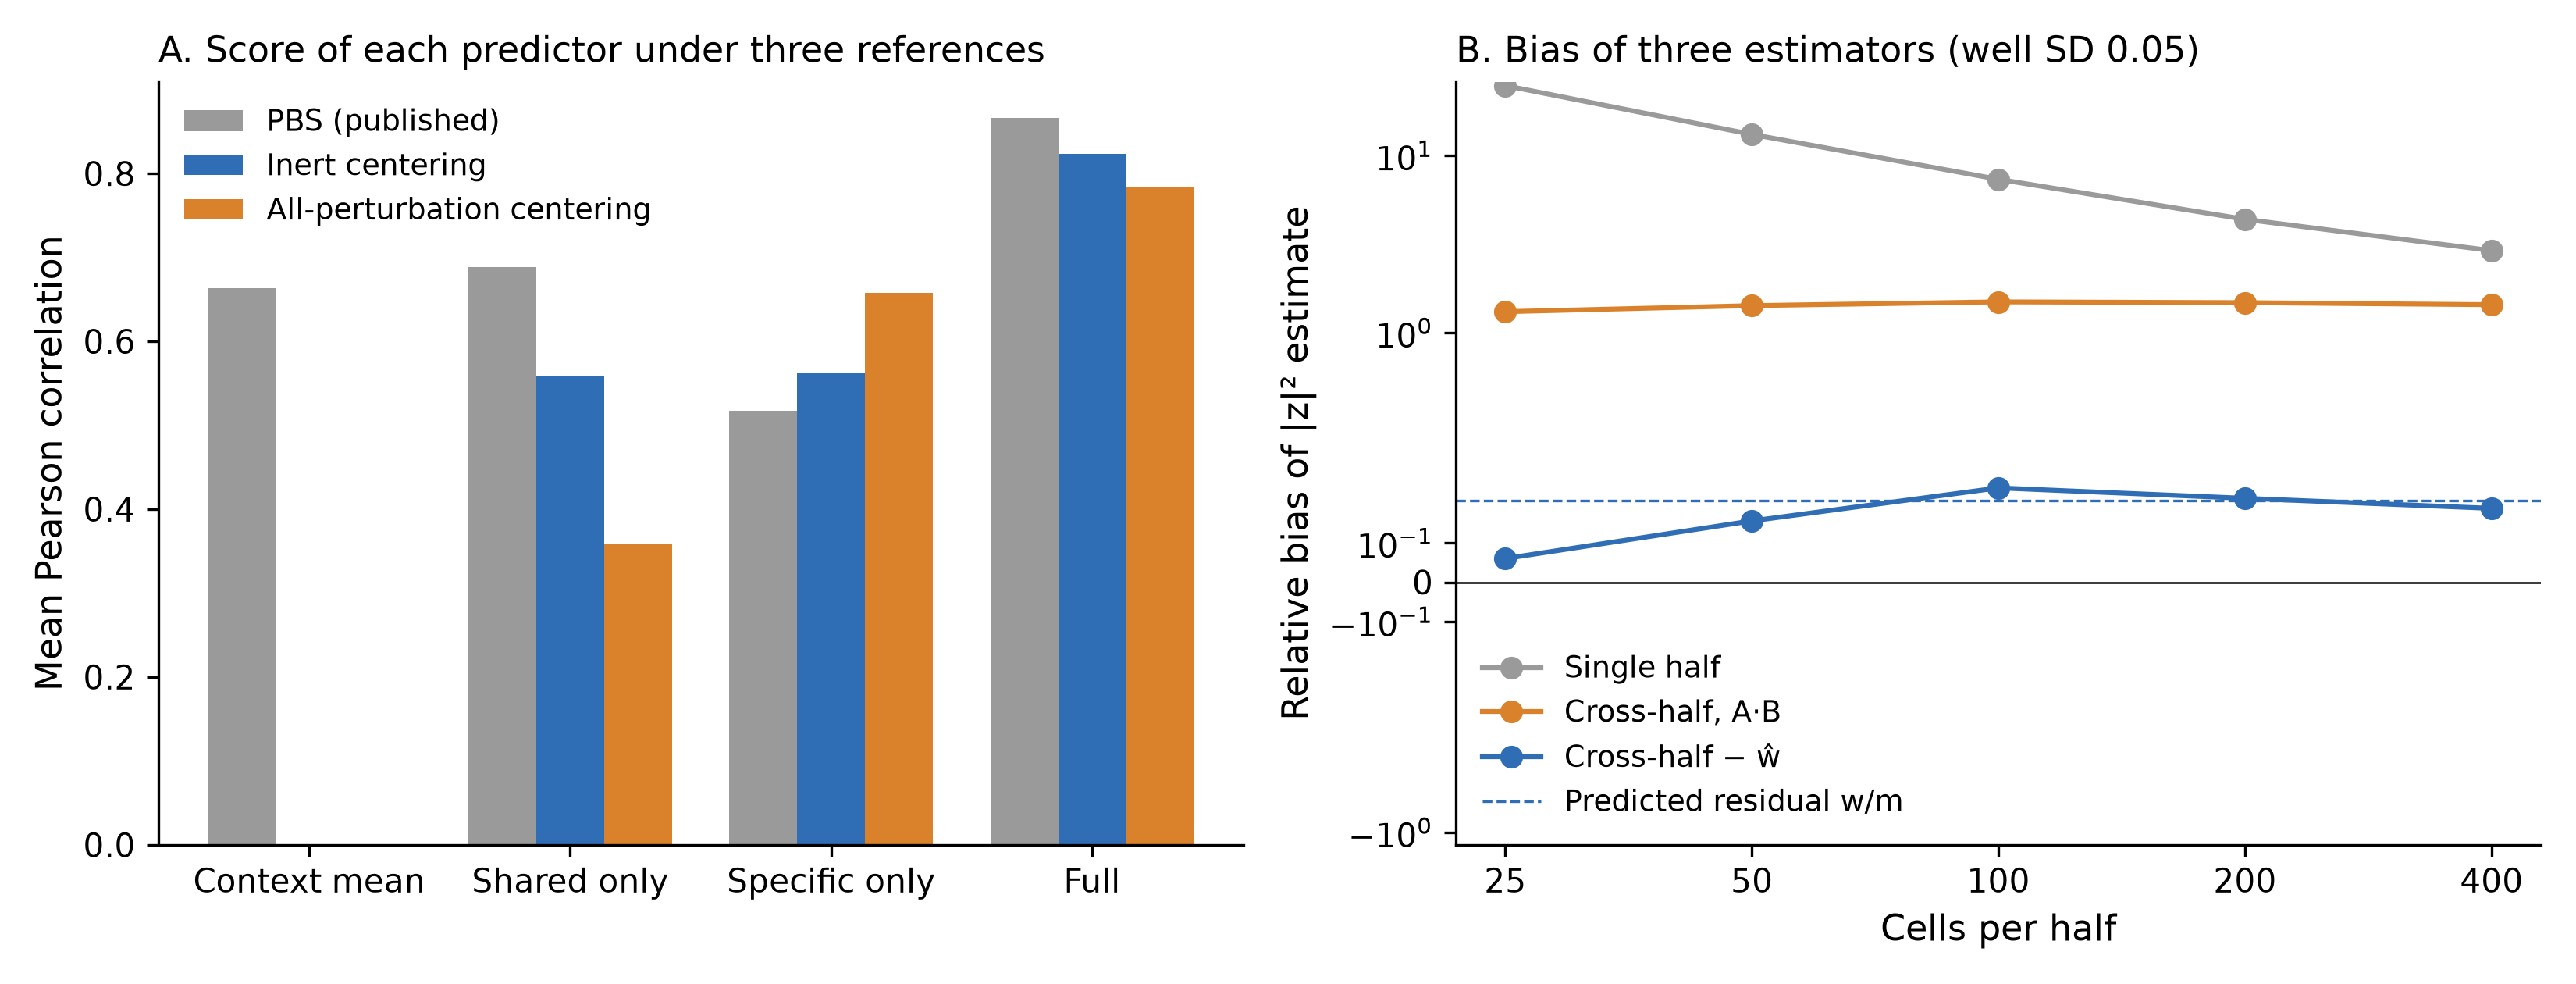 A. Score of each predictor under three references
PBS (published)
Inert centering
All-perturbation centering
Mean Pearson correlation
0.8
0.6
0.4
0.2
0.0
Context mean
Shared only
Specific only
Full
B. Bias of three estimators (well SD 0.05)
Relative bias of |z|² estimate
10¹
10⁰
10⁻¹
0
−10⁻¹
−10⁰
Single half
Cross-half, A·B
Cross-half − ŵ
Predicted residual w/m
25
50
100
200
400
Cells per half